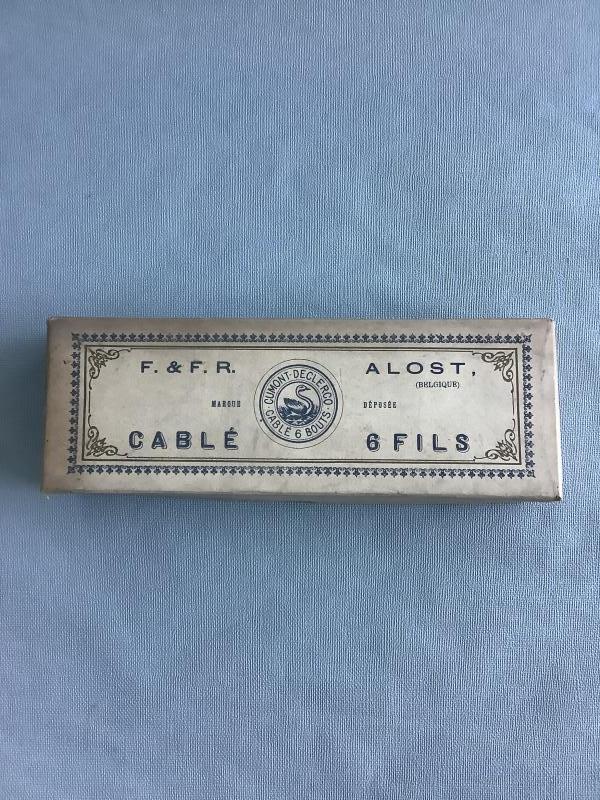 F. & F. R.
ALOST,
(BELGIQUE)
MARQUE
DÉPOSÉE
CUMONT-DECLERCQ
CABLÉ 6 BOUTS
CABLÉ
6 FILS